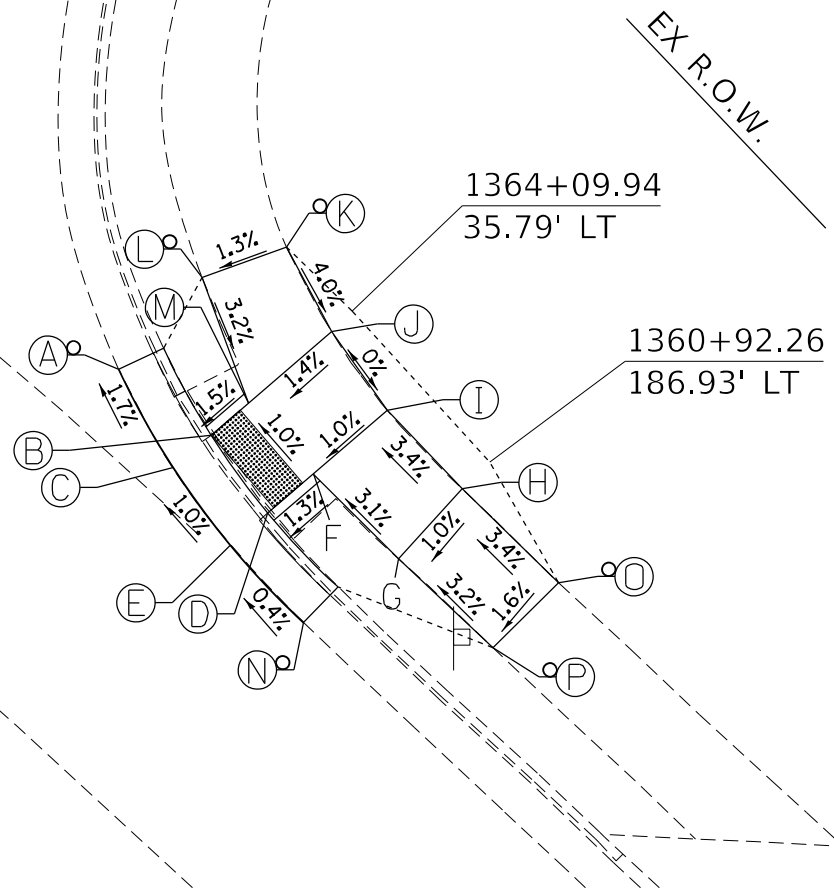 EX R.O.W.
1364+09.94
35.79' LT
K
L
1.3%
4.0%
M
3.2%
J
1360+92.26
186.93' LT
0%
A
1.4%
1.7%
1.5%
I
B
1.0%
1.0%
3.4%
C
H
3.1%
1.0%
1.3%
F
1.0%
3.4%
O
G
E
D
0.4%
3.2%
1.6%
N
P